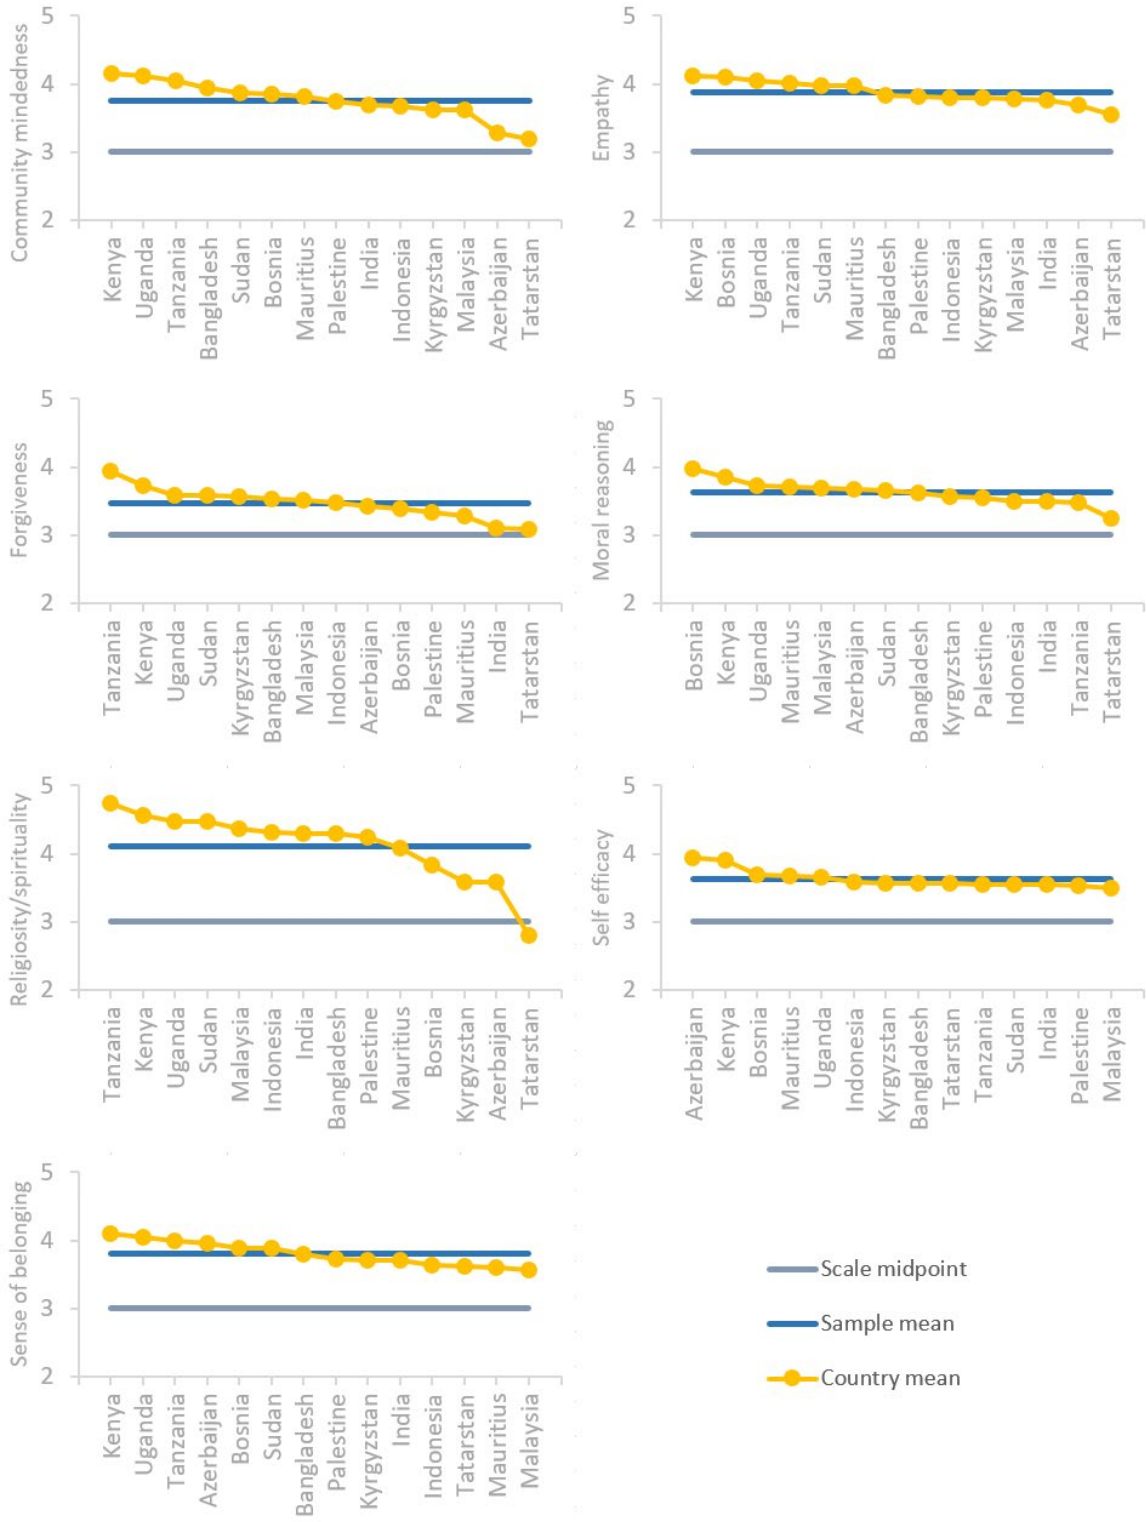 Community mindedness
5
4
3
2
Kenya
Uganda
Tanzania
Bangladesh
Sudan
Bosnia
Mauritius
Palestine
India
Indonesia
Kyrgyzstan
Malaysia
Azerbaijan
Tatarstan
Empathy
5
4
3
2
Kenya
Bosnia
Uganda
Tanzania
Sudan
Mauritius
Bangladesh
Palestine
Indonesia
Kyrgyzstan
Malaysia
India
Azerbaijan
Tatarstan
Forgiveness
5
4
3
2
Tanzania
Kenya
Uganda
Sudan
Kyrgyzstan
Bangladesh
Malaysia
Indonesia
Azerbaijan
Bosnia
Palestine
Mauritius
India
Tatarstan
Moral reasoning
5
4
3
2
Bosnia
Kenya
Uganda
Mauritius
Malaysia
Azerbaijan
Sudan
Bangladesh
Kyrgyzstan
Palestine
Indonesia
India
Tanzania
Tatarstan
Religiosity/spirituality
5
4
3
2
Tanzania
Kenya
Uganda
Sudan
Malaysia
Indonesia
India
Bangladesh
Palestine
Mauritius
Bosnia
Kyrgyzstan
Azerbaijan
Tatarstan
Self efficacy
5
4
3
2
Azerbaijan
Kenya
Bosnia
Mauritius
Uganda
Indonesia
Kyrgyzstan
Bangladesh
Tatarstan
Tanzania
Sudan
India
Palestine
Malaysia
Sense of belonging
5
4
3
2
Kenya
Uganda
Tanzania
Azerbaijan
Bosnia
Sudan
Bangladesh
Palestine
Kyrgyzstan
India
Indonesia
Tatarstan
Mauritius
Malaysia
Scale midpoint
Sample mean
Country mean